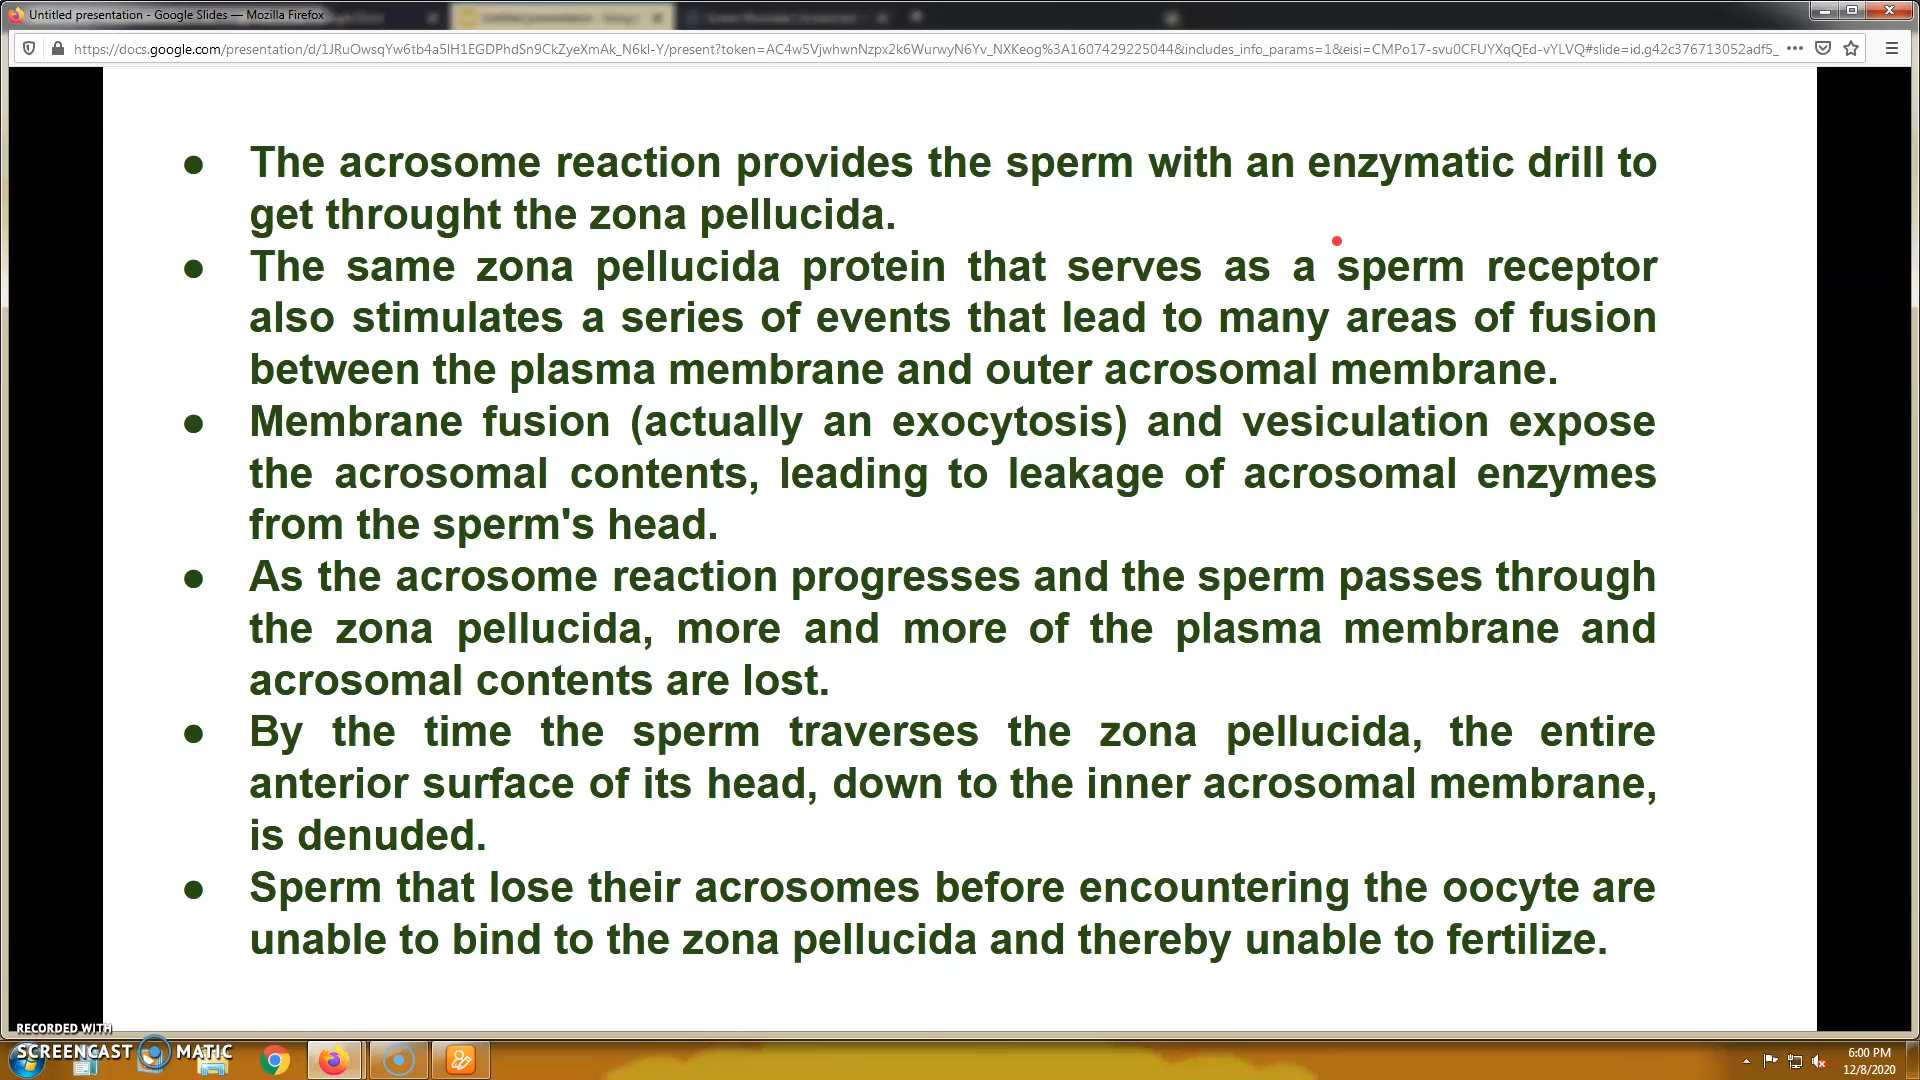 Untitled presentation - Google Slides — Mozilla Firefox
https://docs.google.com/presentation/d/1JRuOwsqYw6tb4a5lH1EGDPhdSn9CkZyeXmAk_N6kl-Y/present?token=AC4w5VjwhwnNzpx2k6WurwyN6Yv_NXKeog%3A1607429225044&includes_info_params=1&eisi=CMPo17-svu0CFUYXqQEd-vYLVQ#slide=id.g42c376713052adf5_
● The acrosome reaction provides the sperm with an enzymatic drill to
get throught the zona pellucida.
● The same zona pellucida protein that serves as a sperm receptor
also stimulates a series of events that lead to many areas of fusion
between the plasma membrane and outer acrosomal membrane.
● Membrane fusion (actually an exocytosis) and vesiculation expose
the acrosomal contents, leading to leakage of acrosomal enzymes
from the sperm's head.
● As the acrosome reaction progresses and the sperm passes through
the zona pellucida, more and more of the plasma membrane and
acrosomal contents are lost.
● By the time the sperm traverses the zona pellucida, the entire
anterior surface of its head, down to the inner acrosomal membrane,
is denuded.
● Sperm that lose their acrosomes before encountering the oocyte are
unable to bind to the zona pellucida and thereby unable to fertilize.
RECORDED WITH
SCREENCAST MATIC
6:00 PM
12/8/2020